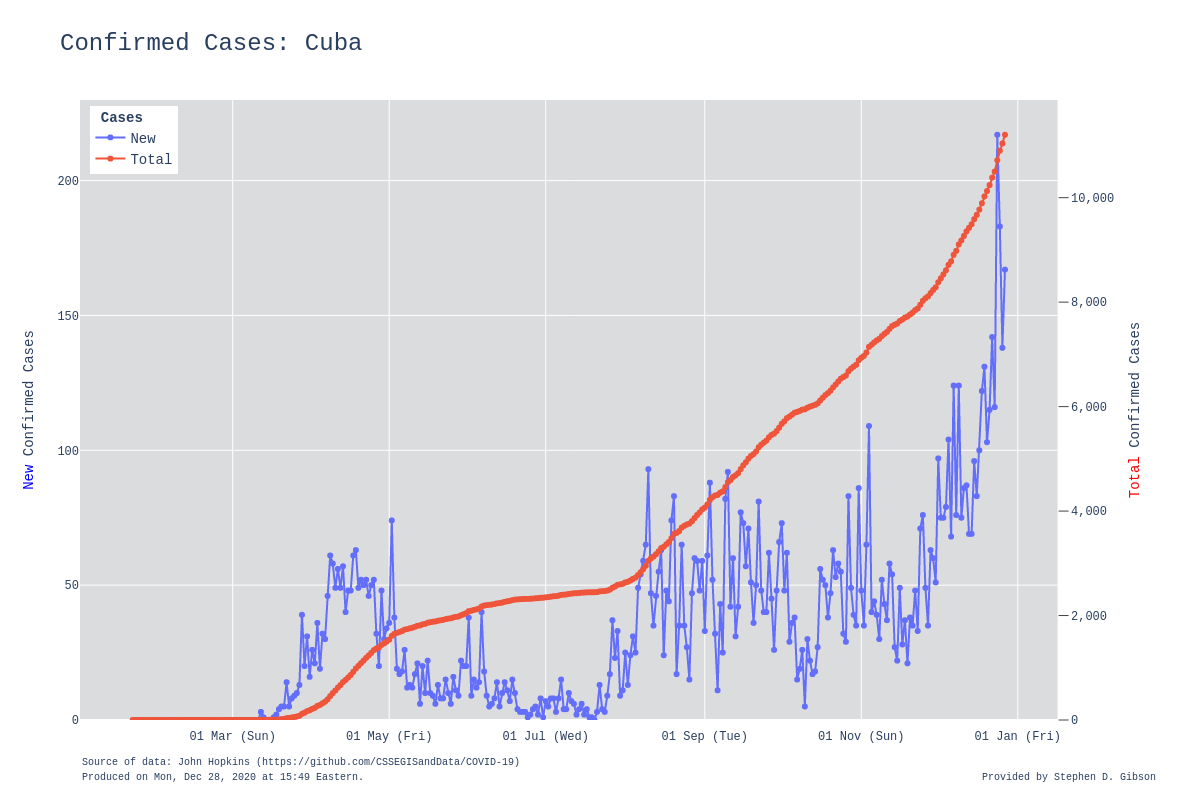 Confirmed Cases: Cuba
Cases
New
Total
200
150
100
50
0
10,000
8,000
6,000
4,000
2,000
0
New Confirmed Cases
Total Confirmed Cases
01 Mar (Sun)
01 May (Fri)
01 Jul (Wed)
01 Sep (Tue)
01 Nov (Sun)
01 Jan (Fri)
Source of data: John Hopkins (https://github.com/CSSEGISandData/COVID-19)
Produced on Mon, Dec 28, 2020 at 15:49 Eastern.
Provided by Stephen D. Gibson